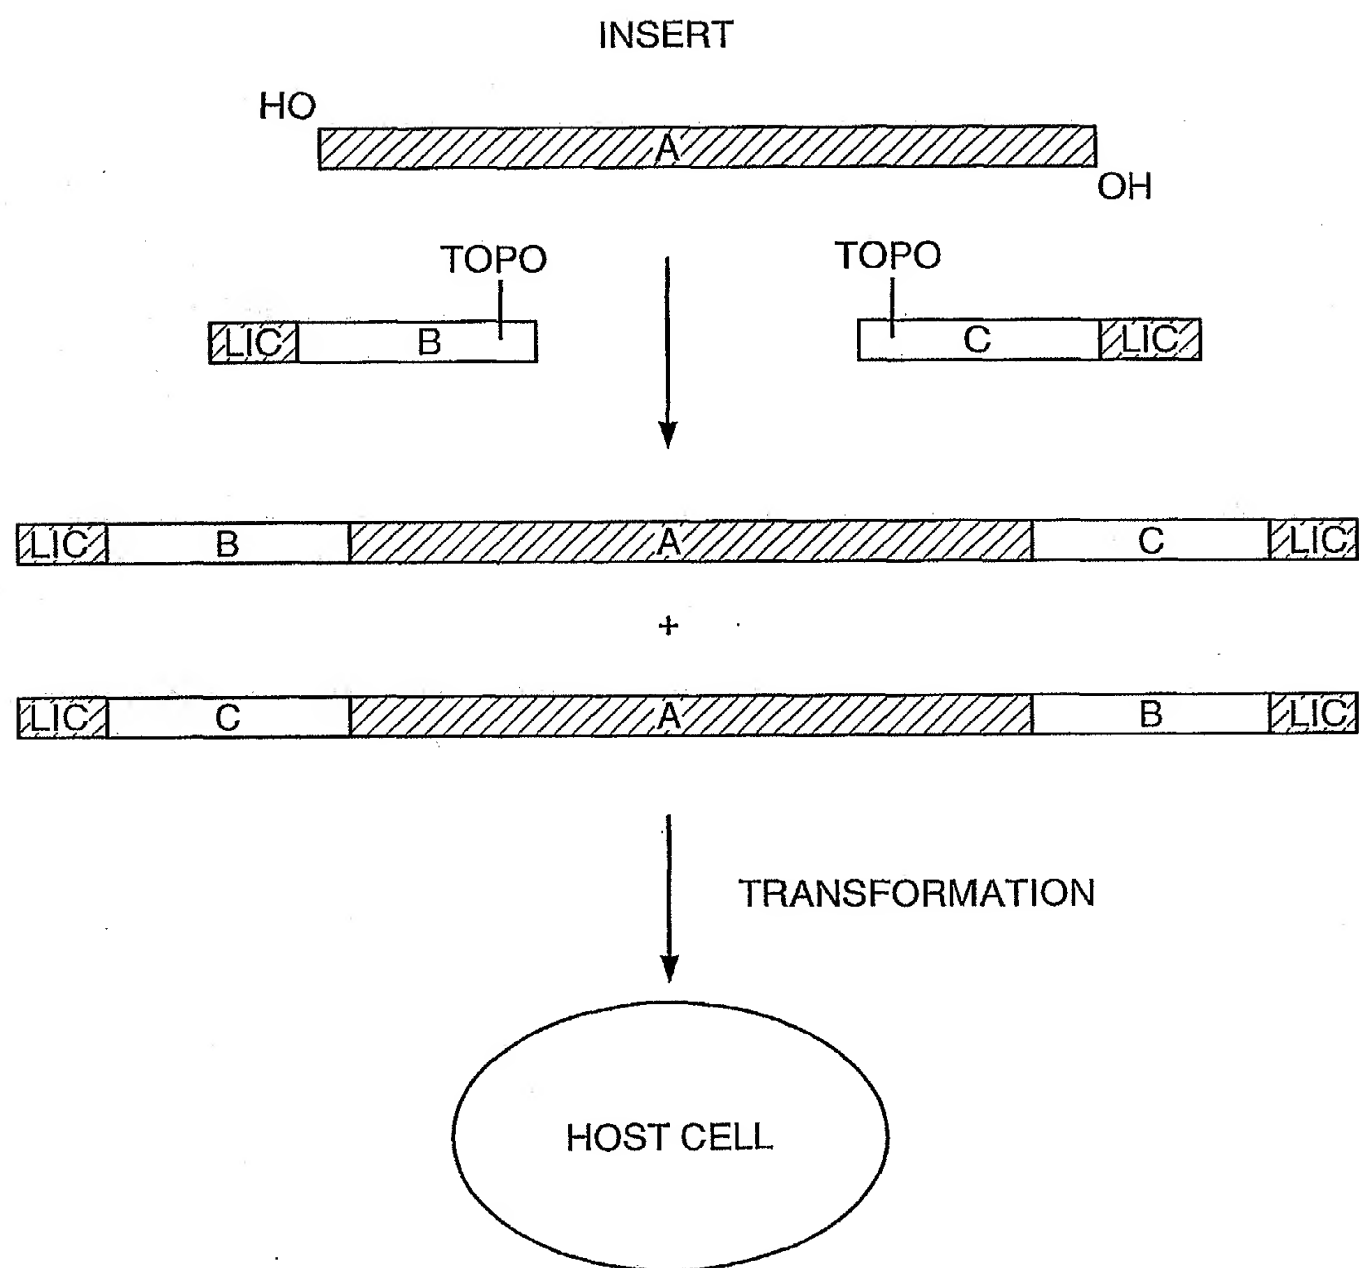 INSERT
HO
A
OH
TOPO TOPO
LIC B C LIC
LIC B A C LIC
+
LIC C A B LIC
TRANSFORMATION
HOST CELL